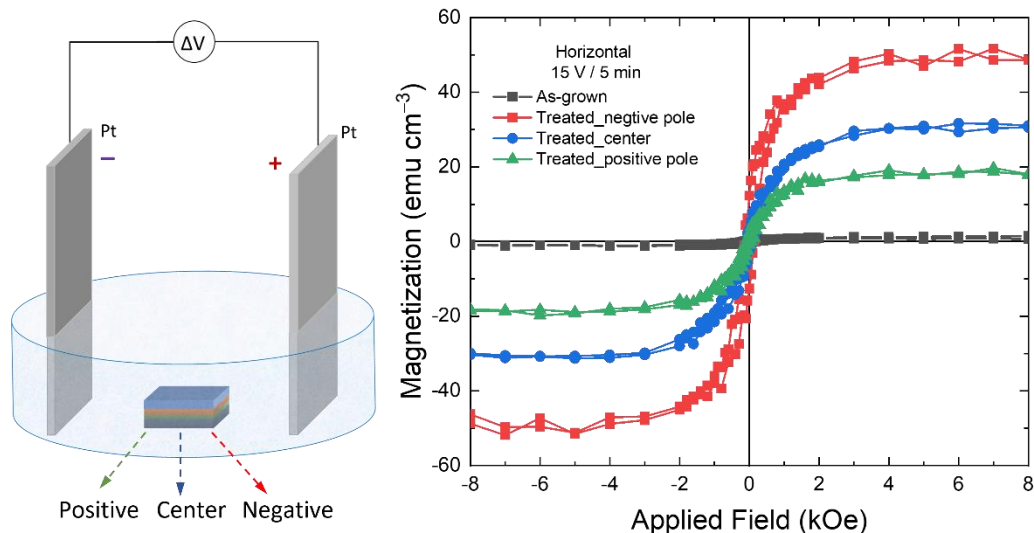 ΔV
Pt
Pt
−
+
Positive Center Negative
Horizontal
15 V / 5 min
As-grown
Treated_negtive pole
Treated_center
Treated_positive pole
Magnetization (emu cm⁻³)
60
40
20
0
-20
-40
-60
-8 -6 -4 -2 0 2 4 6 8
Applied Field (kOe)